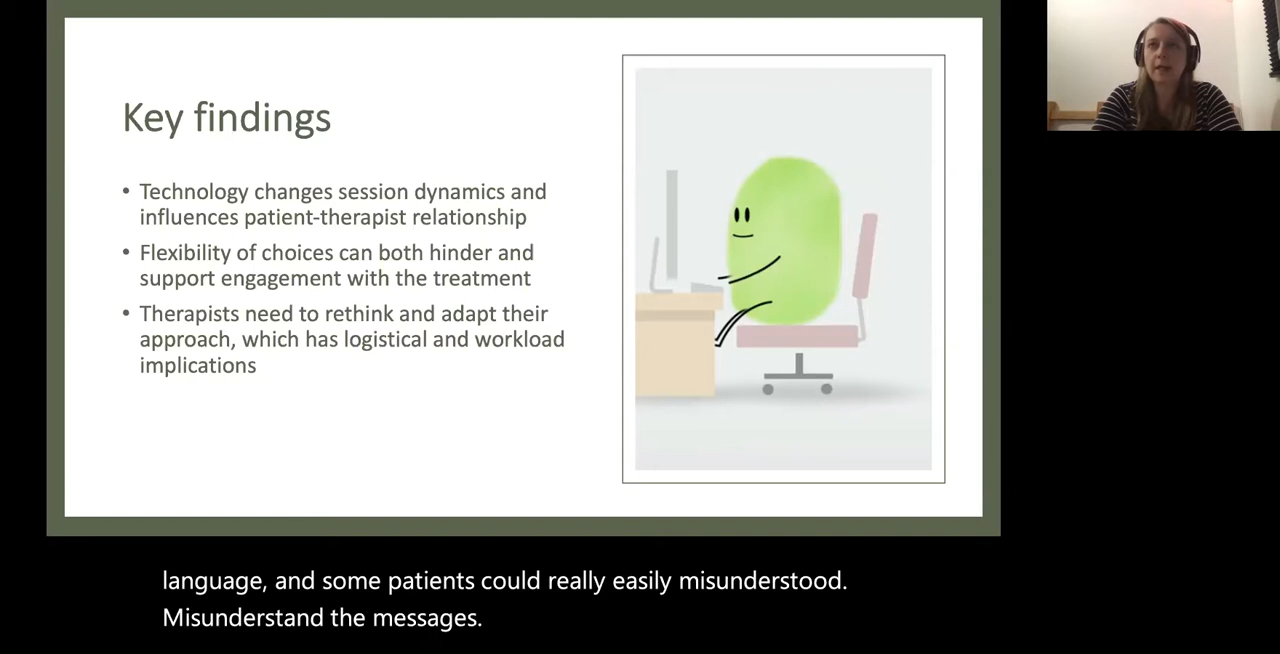 Key findings
• Technology changes session dynamics and
influences patient-therapist relationship
• Flexibility of choices can both hinder and
support engagement with the treatment
• Therapists need to rethink and adapt their
approach, which has logistical and workload
implications
language, and some patients could really easily misunderstood.
Misunderstand the messages.